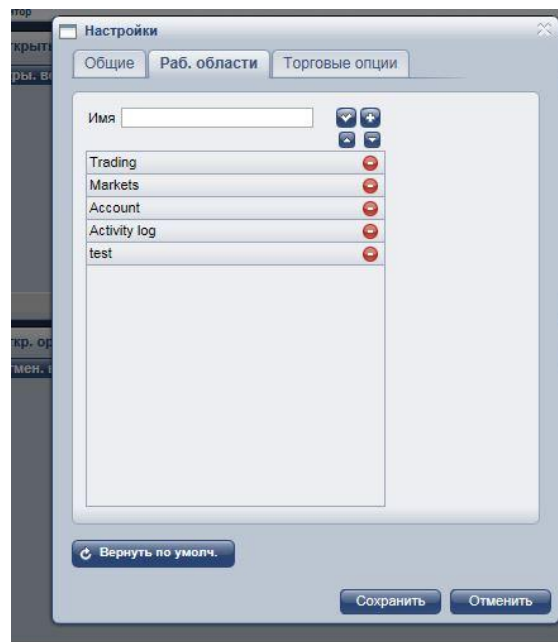 Настройки
Общие
Раб. области
Торговые опции
Имя
Trading
Markets
Account
Activity log
test
Вернуть по умолч.
Сохранить
Отменить